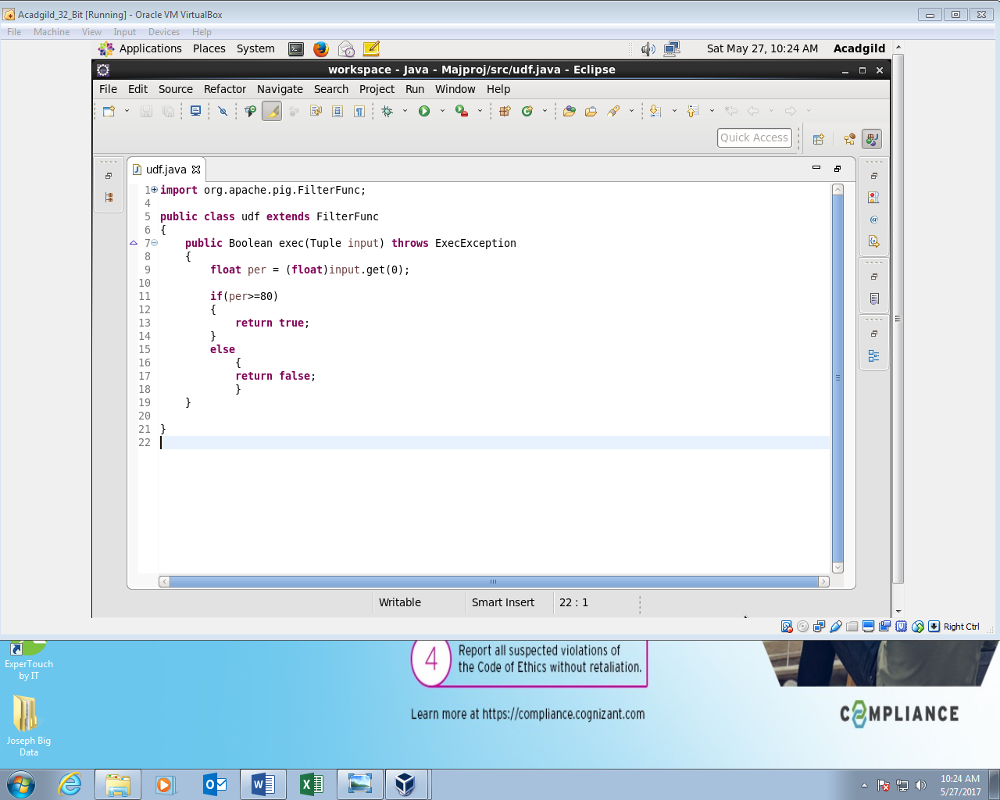 Acadgild_32_Bit [Running] - Oracle VM VirtualBox
File Machine View Input Devices Help
Applications Places System Sat May 27, 10:24 AM Acadgild
workspace - Java - Majproj/src/udf.java - Eclipse
File Edit Source Refactor Navigate Search Project Run Window Help
Quick Access
udf.java
1 import org.apache.pig.FilterFunc;
4
5 public class udf extends FilterFunc
6 {
7 public Boolean exec(Tuple input) throws ExecException
8 {
9 float per = (float)input.get(0);
10
11 if(per>=80)
12 {
13 return true;
14 }
15 else
16 {
17 return false;
18 }
19 }
20
21 }
22
Writable Smart Insert 22 : 1
Right Ctrl
ExperTouch
by IT
4 Report all suspected violations of
the Code of Ethics without retaliation.
Learn more at https://compliance.cognizant.com
COMPLIANCE
Joseph Big
Data
10:24 AM
5/27/2017